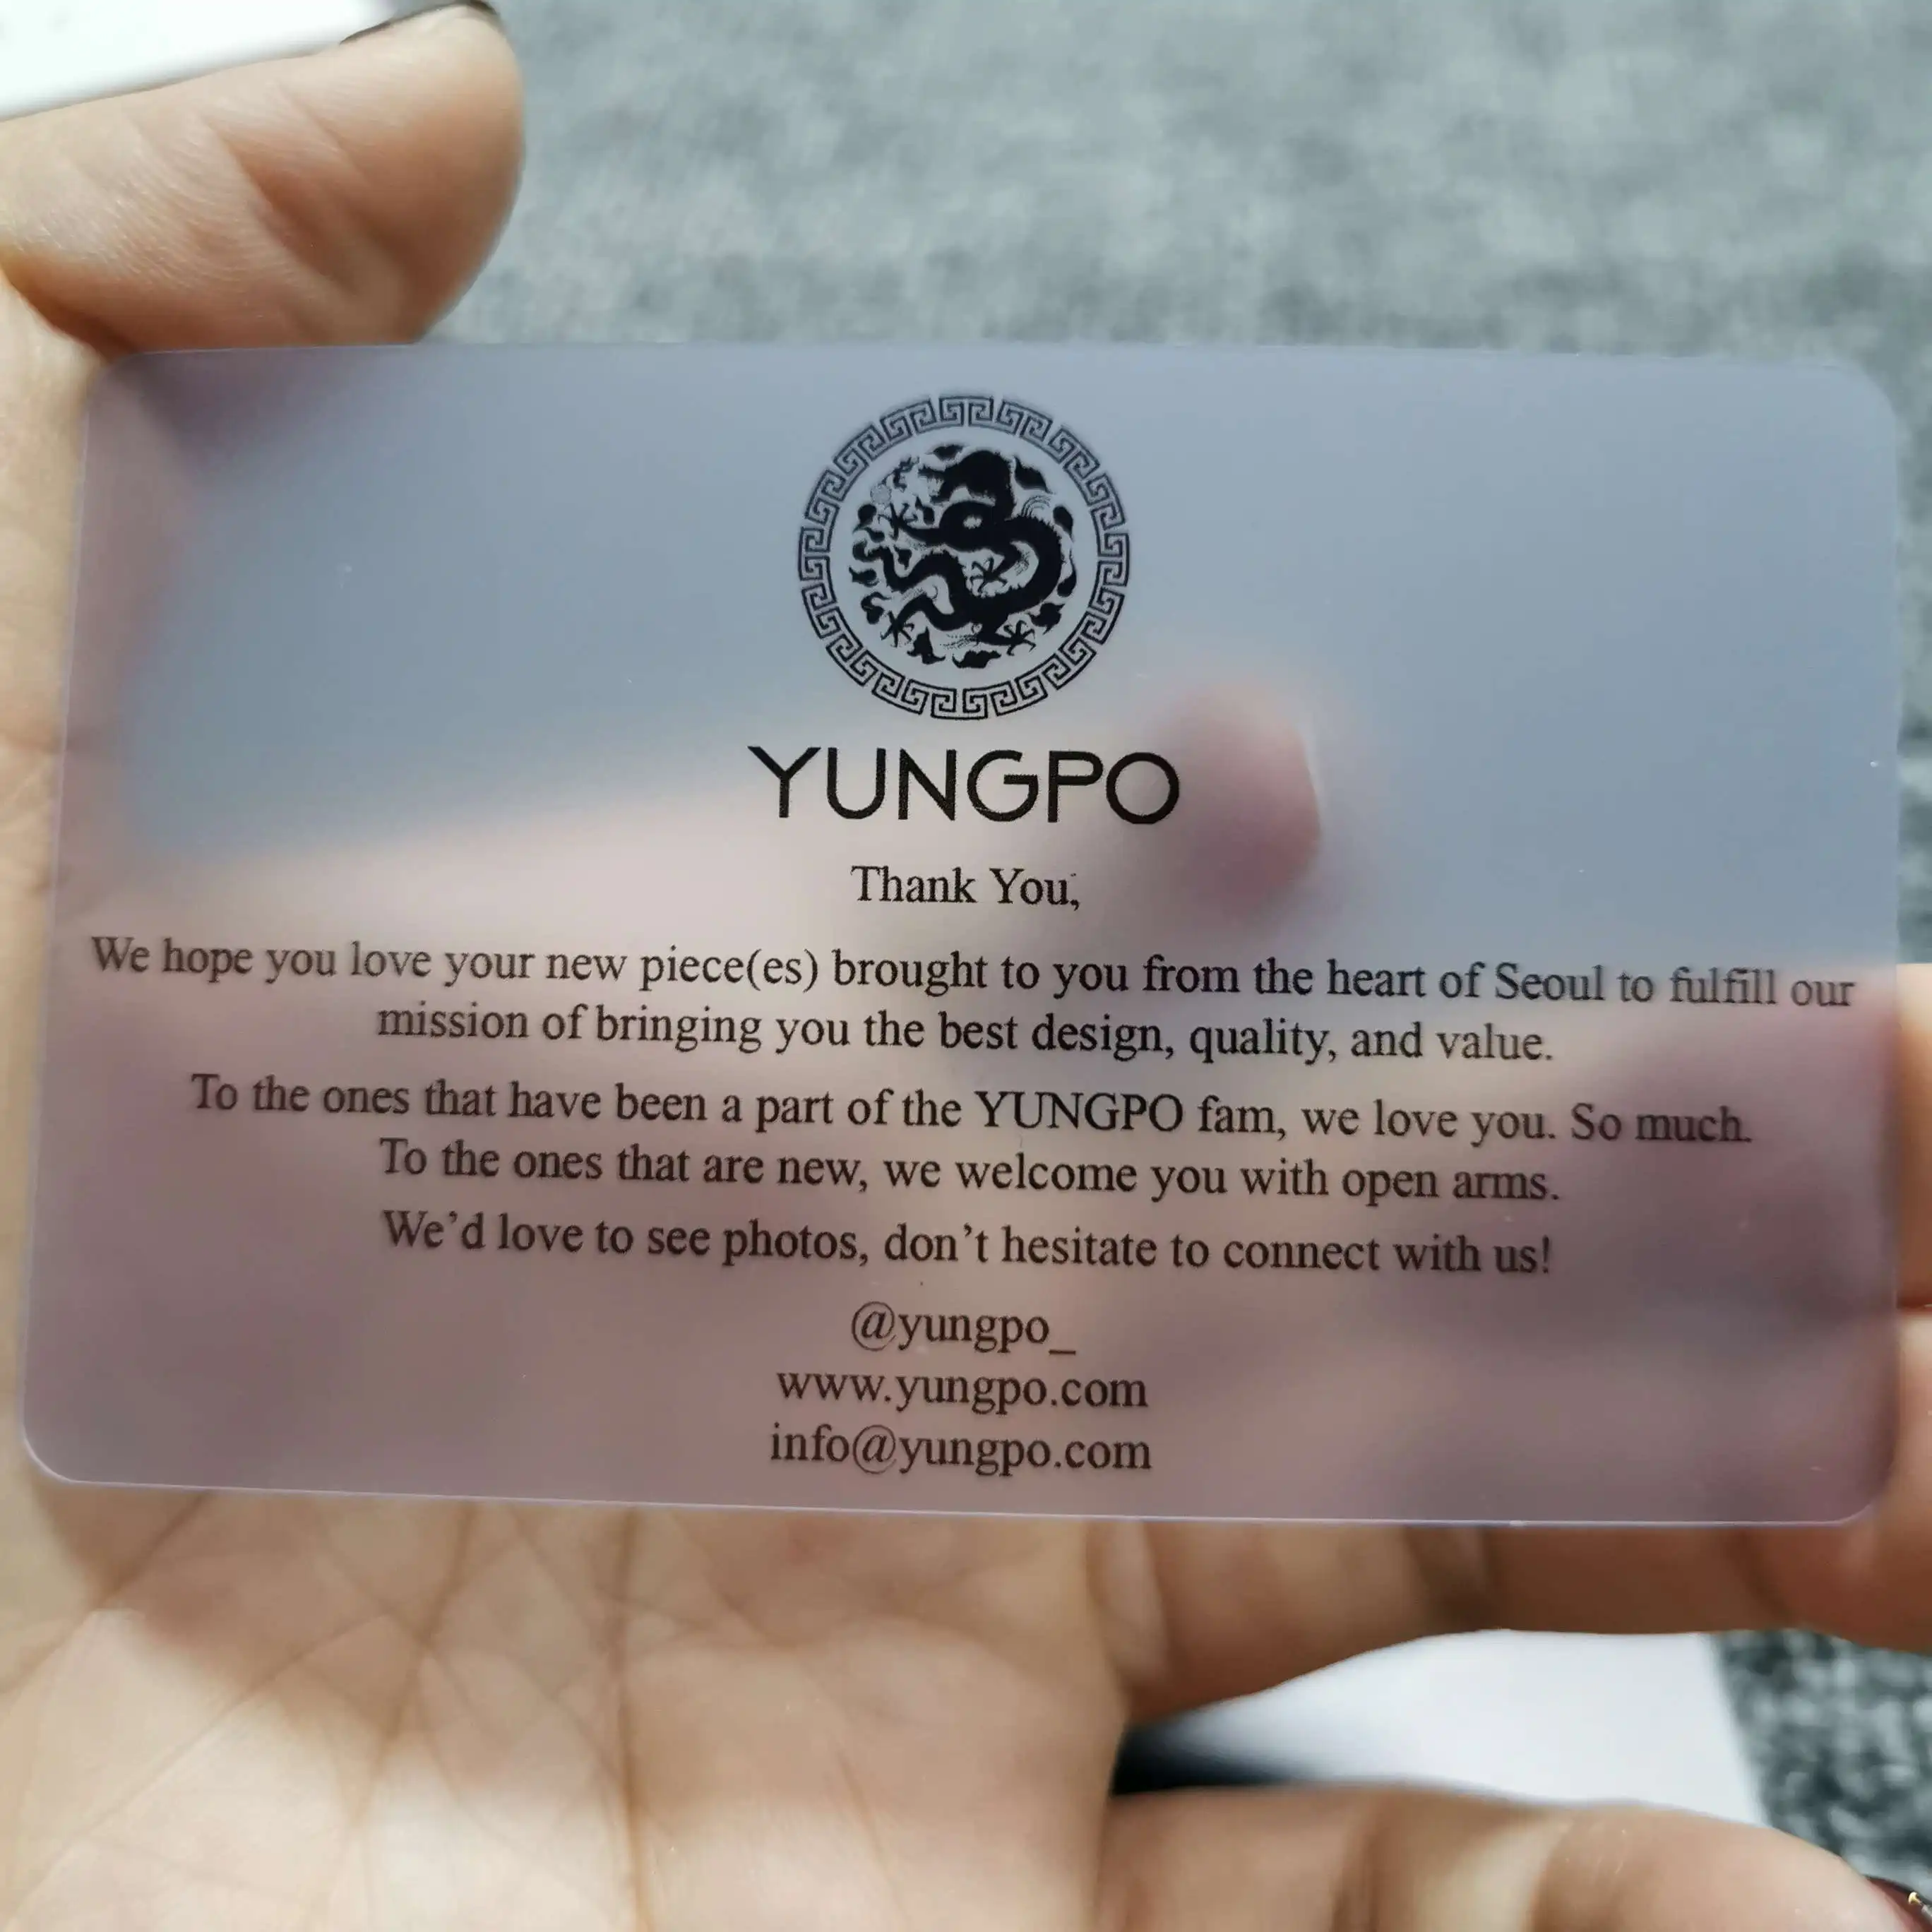 YUNGPO
Thank You,
We hope you love your new piece(es) brought to you from the heart of Seoul to fulfill our
mission of bringing you the best design, quality, and value.
To the ones that have been a part of the YUNGPO fam, we love you. So much.
To the ones that are new, we welcome you with open arms.
We’d love to see photos, don’t hesitate to connect with us!
@yungpo_
www.yungpo.com
info@yungpo.com